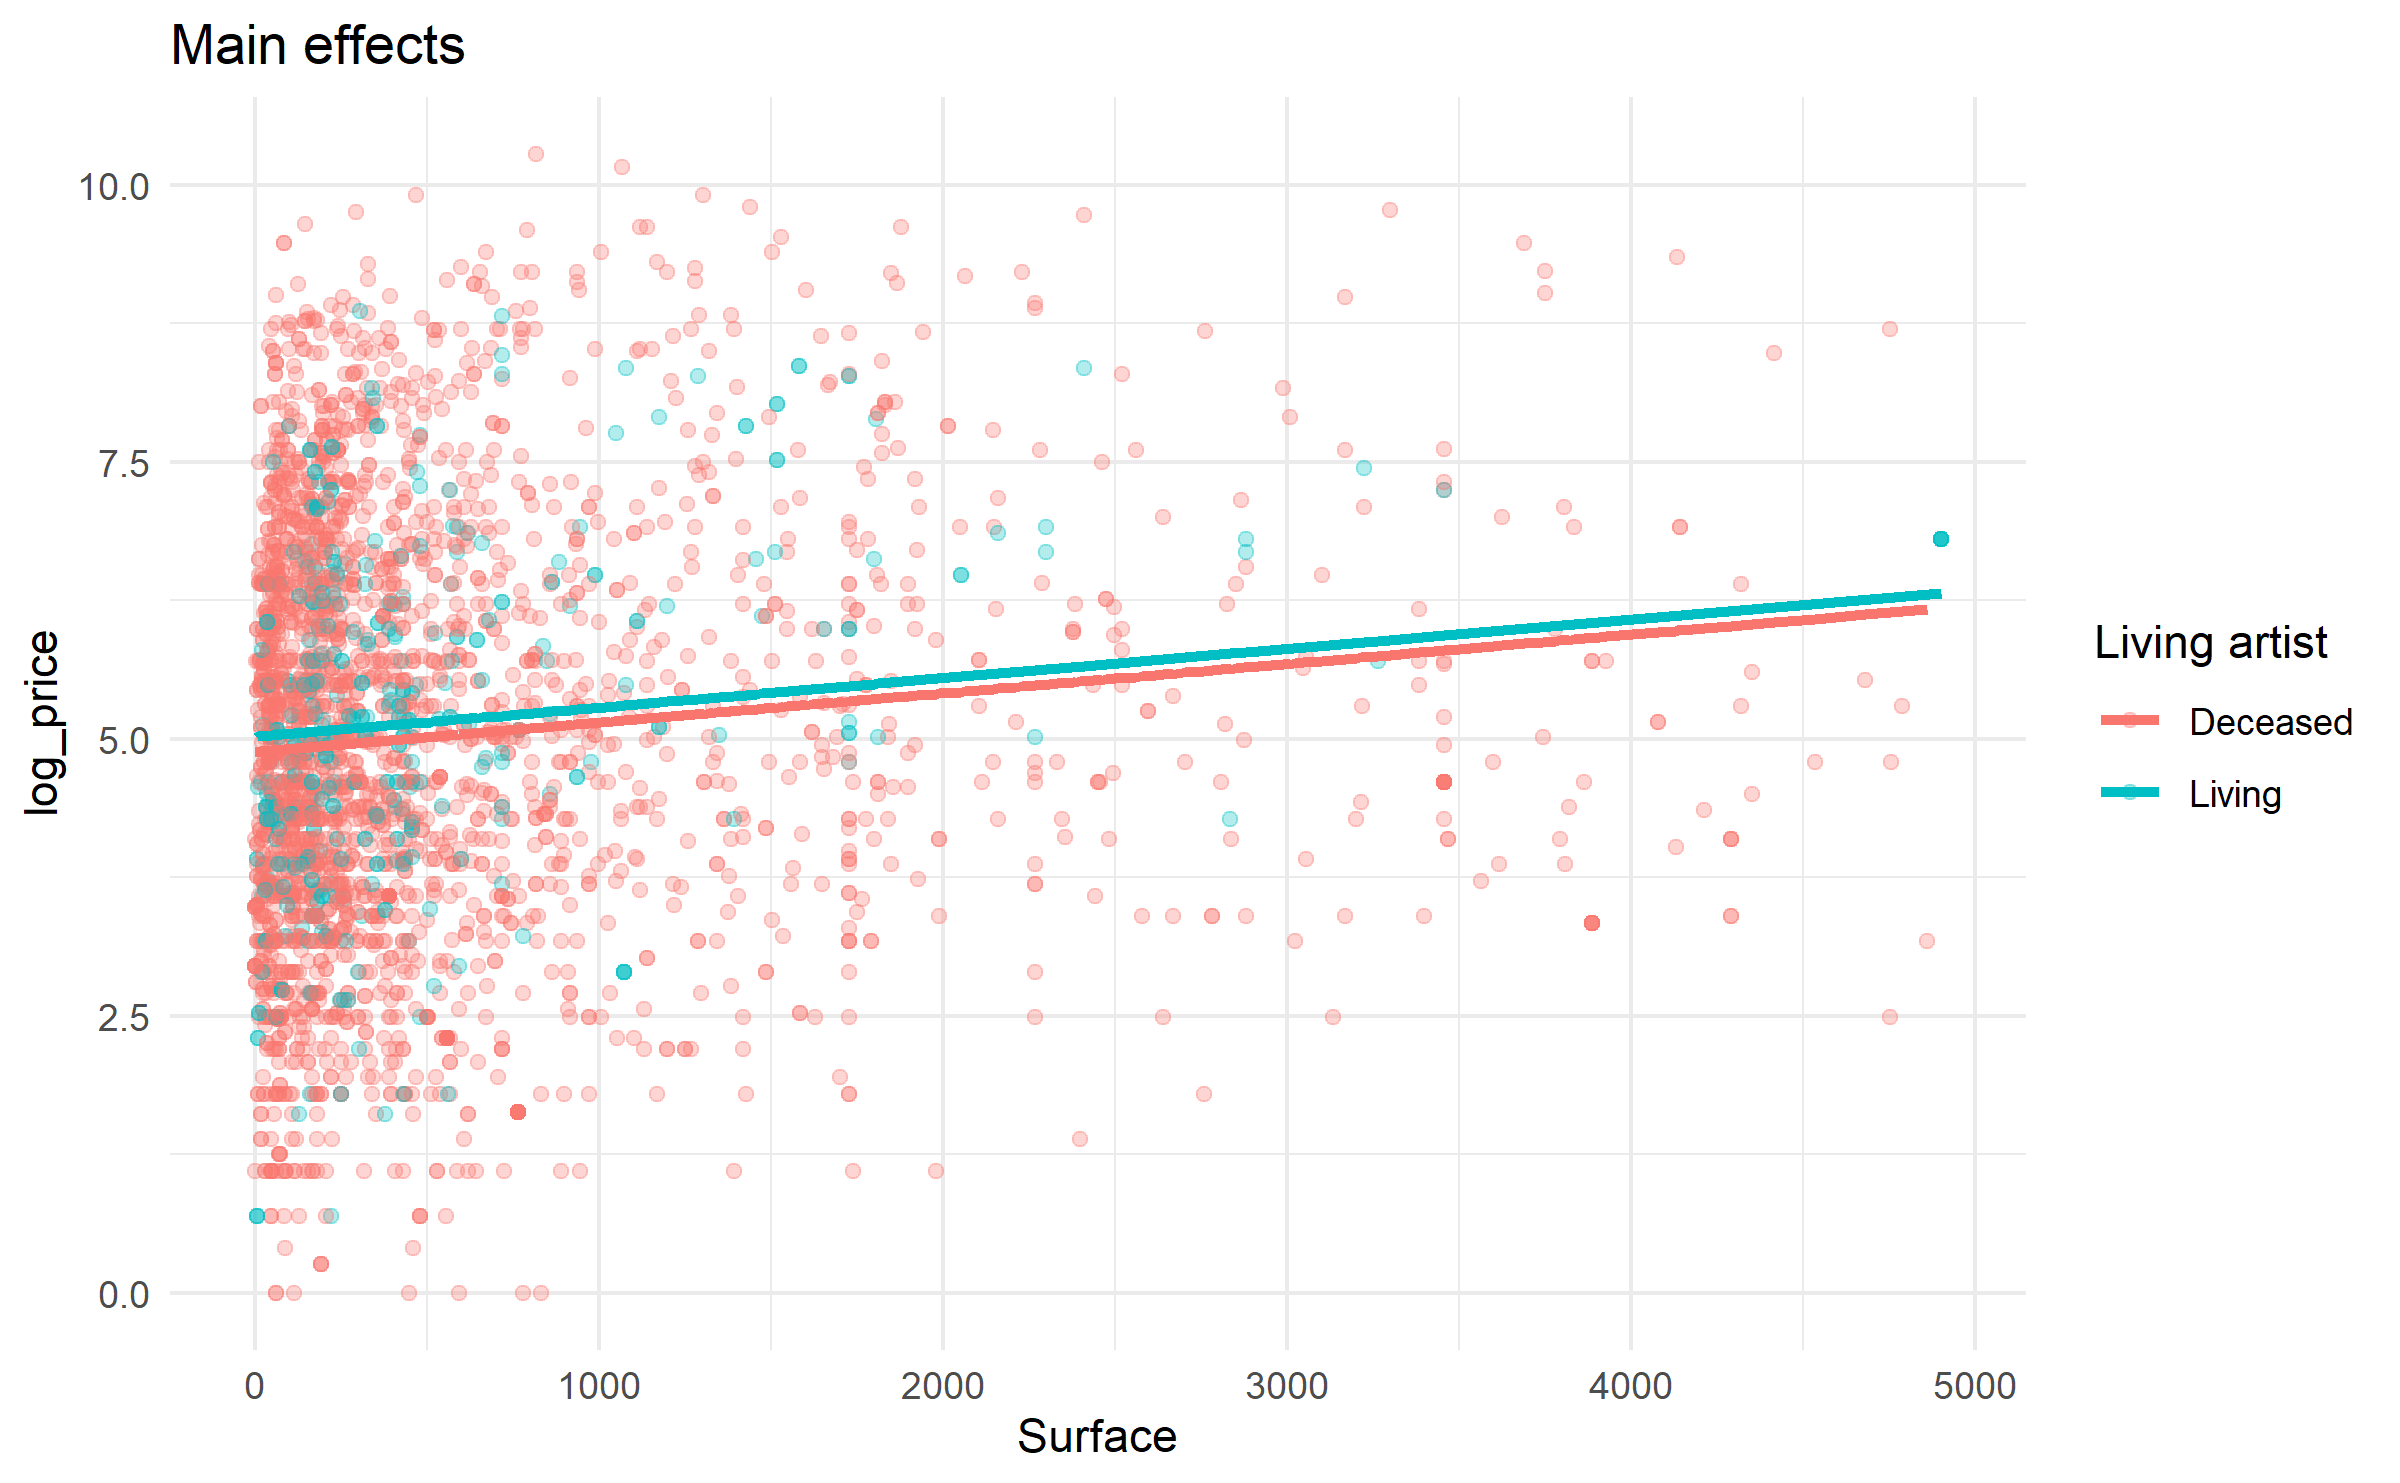 Main effects
log_price
10.0
7.5
5.0
2.5
0.0
0 1000 2000 3000 4000 5000
Surface
Living artist
Deceased
Living